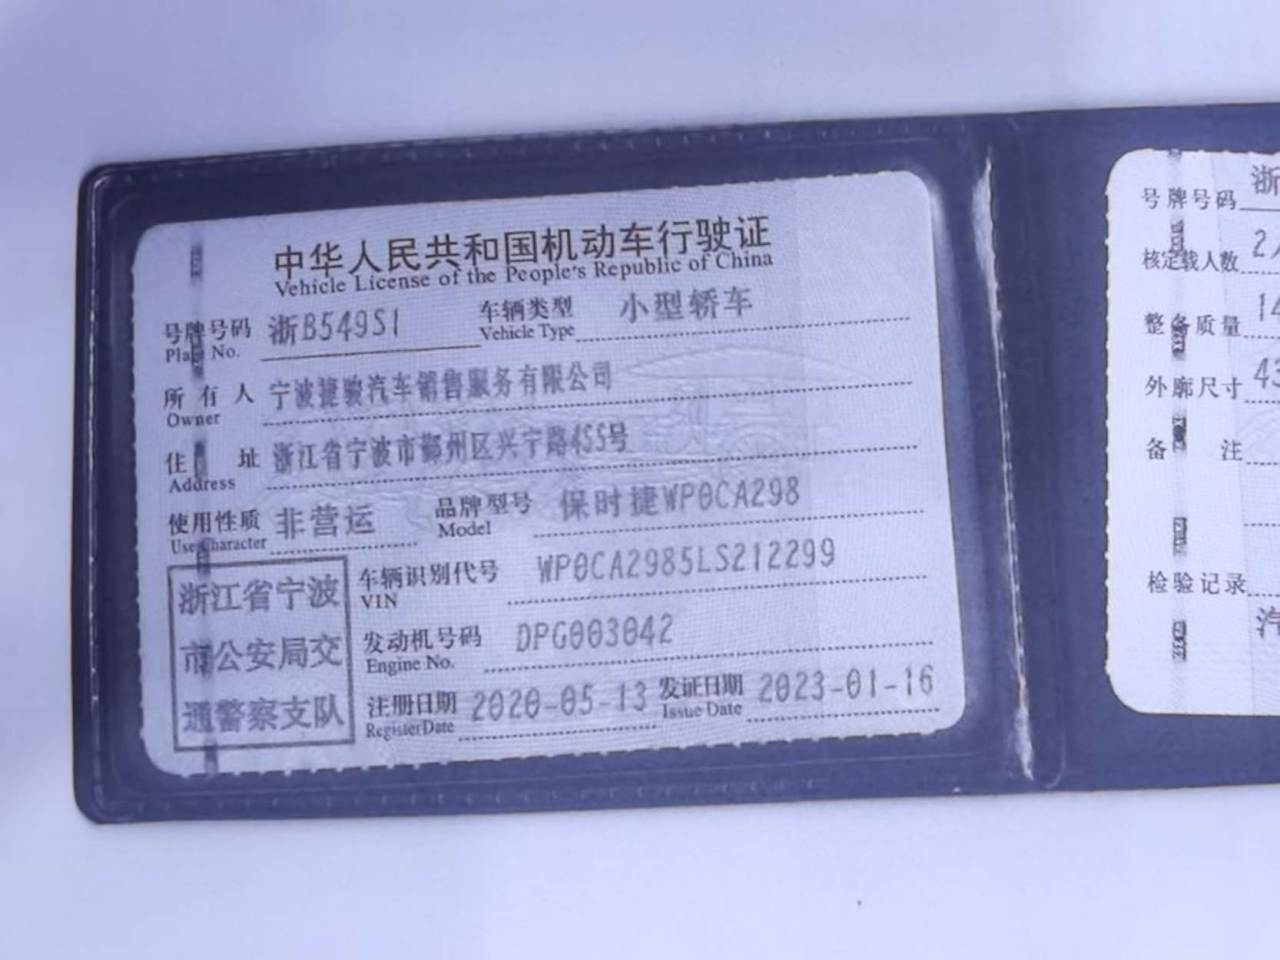 中华人民共和国机动车行驶证
Vehicle License of the People's Republic of China
号牌号码 浙B549S1 车辆类型 小型轿车
Plate No. Vehicle Type
所有人 宁波捷骏汽车销售服务有限公司
Owner
住址 浙江省宁波市鄞州区兴宁路455号
Address
使用性质 非营运 品牌型号 保时捷WP0CA298
Use Character Model
浙江省宁波
市公安局交
通警察支队
车辆识别代号 WP0CA2985LS212299
VIN
发动机号码 DPG003042
Engine No.
注册日期 2020-05-13 发证日期 2023-01-16
Register Date Issue Date
号牌号码 浙
核定载人数 2
整备质量 14
外廓尺寸 43
备注
检验记录
汽